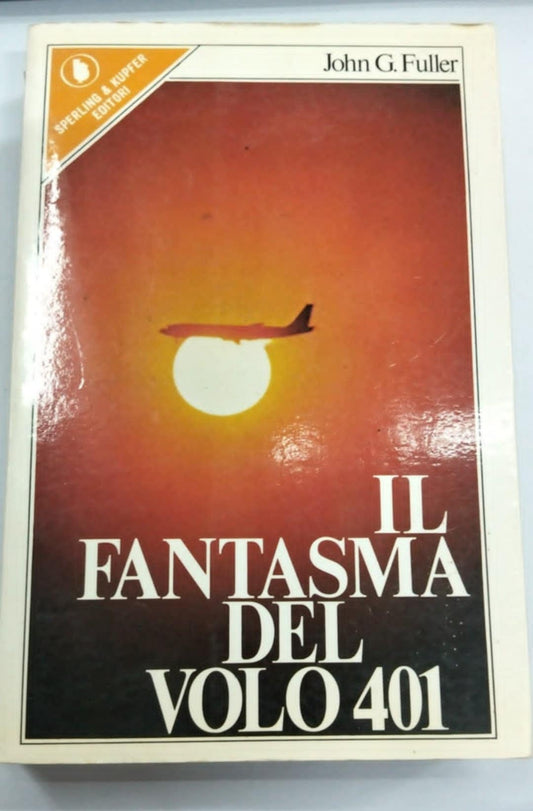 SPERLING & KUPFER
EDITORI
John G. Fuller
IL
FANTASMA
DEL
VOLO 401